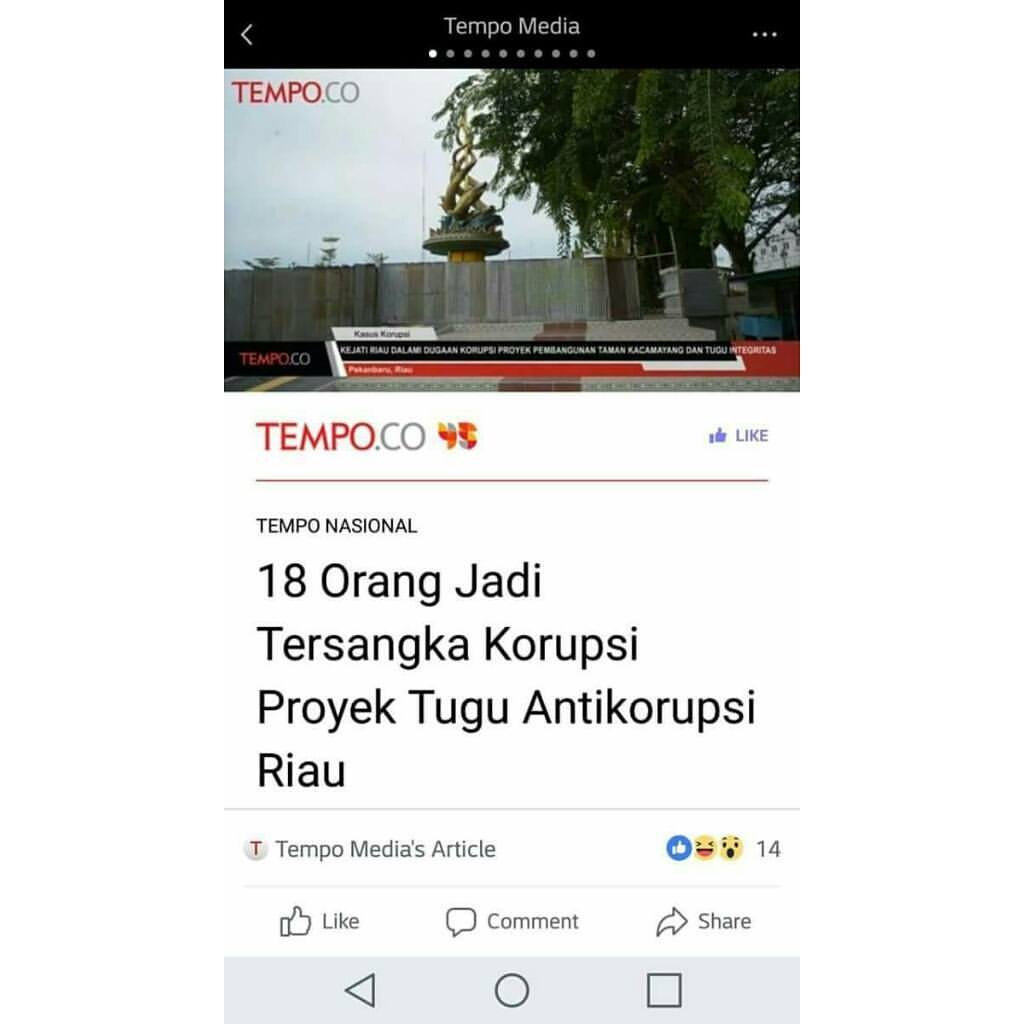 Tempo Media
TEMPO.CO
Kasus Korupsi
TEMPO.CO
KEJATI RIAU DALAMI DUGAAN KORUPSI PROYEK PEMBANGUNAN TAMAN KACAMAYANG DAN TUGU INTEGRITAS
Pekanbaru, Riau
TEMPO.CO 45
LIKE
TEMPO NASIONAL
18 Orang Jadi
Tersangka Korupsi
Proyek Tugu Antikorupsi
Riau
T Tempo Media's Article
14
Like
Comment
Share